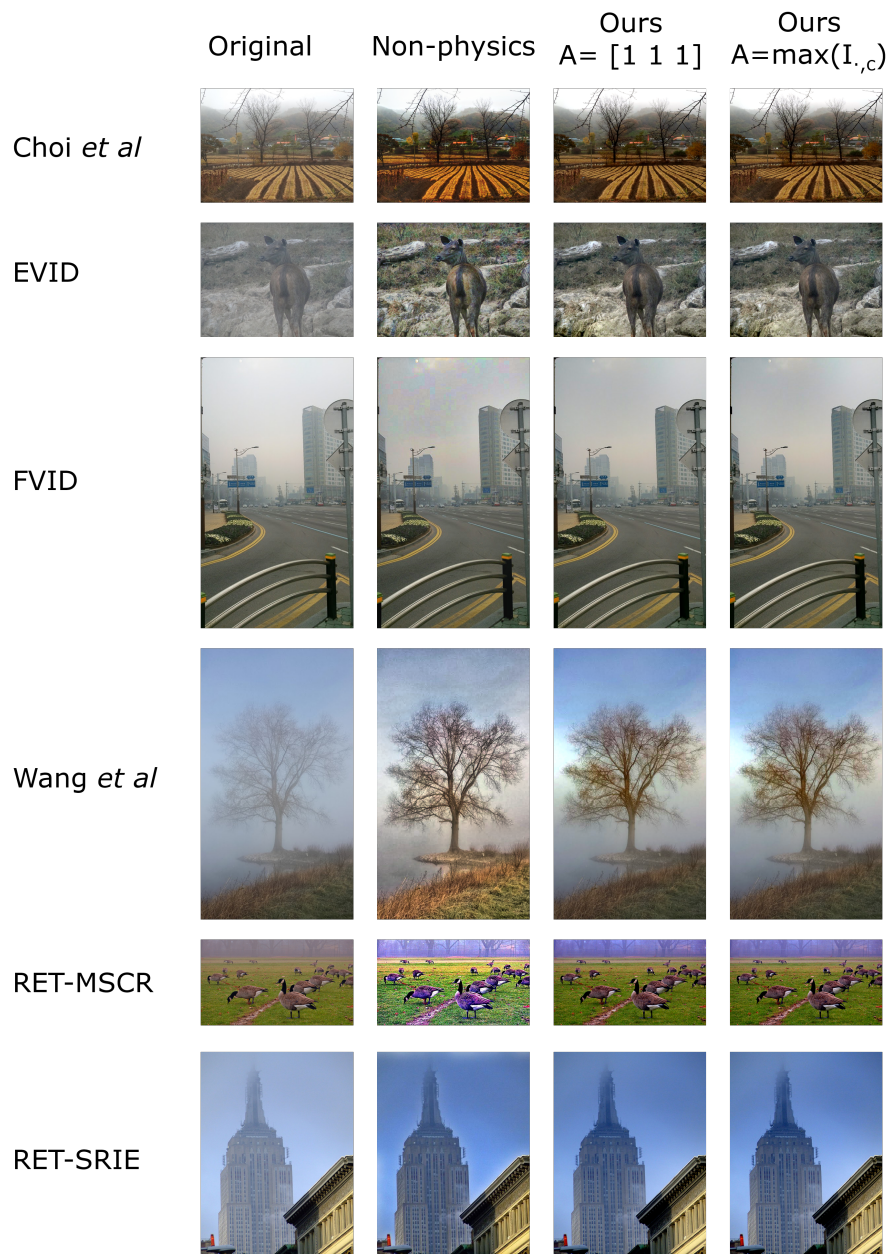 Original Non-physics Ours A= [1 1 1] Ours A=max(I.,c)
Choi et al
EVID
FVID
Wang et al
RET-MSCR
RET-SRIE